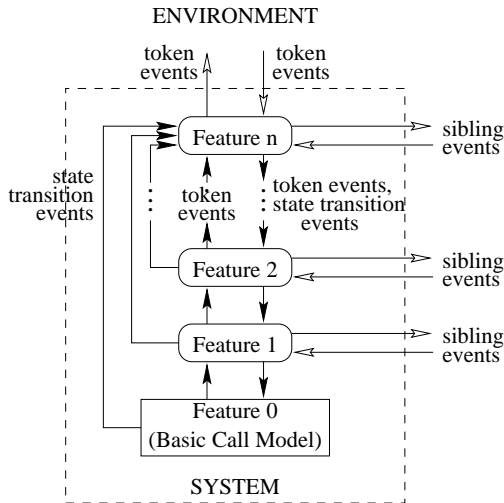 ENVIRONMENT
token
events
token
events
Feature n
sibling
events
state
transition
events
token
events
token events,
state transition
events
Feature 2
sibling
events
Feature 1
sibling
events
Feature 0
(Basic Call Model)
SYSTEM